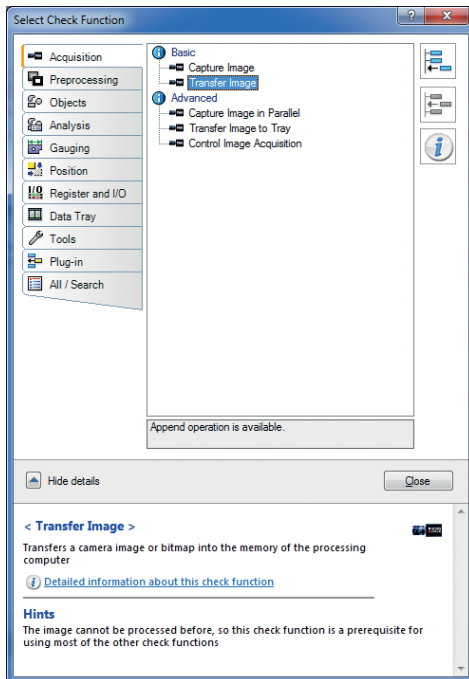 Select Check Function
?
x
Acquisition
Preprocessing
Objects
Analysis
Gauging
Position
Register and I/O
Data Tray
Tools
Plug-in
All / Search
Basic
Capture Image
Transfer Image
Advanced
Capture Image in Parallel
Transfer Image to Tray
Control Image Acquisition
Append operation is available.
Hide details
Close
< Transfer Image >
Transfers a camera image or bitmap into the memory of the processing
computer
Detailed information about this check function
Hints
The image cannot be processed before, so this check function is a prerequisite for
using most of the other check functions